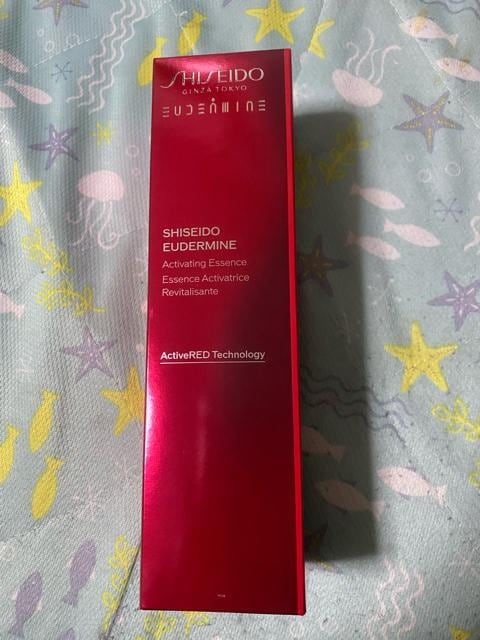 SHISEIDO
GINZA TOKYO
EUDERMINE
SHISEIDO
EUDERMINE
Activating Essence
Essence Activatrice
Revitalisante
ActiveRED Technology